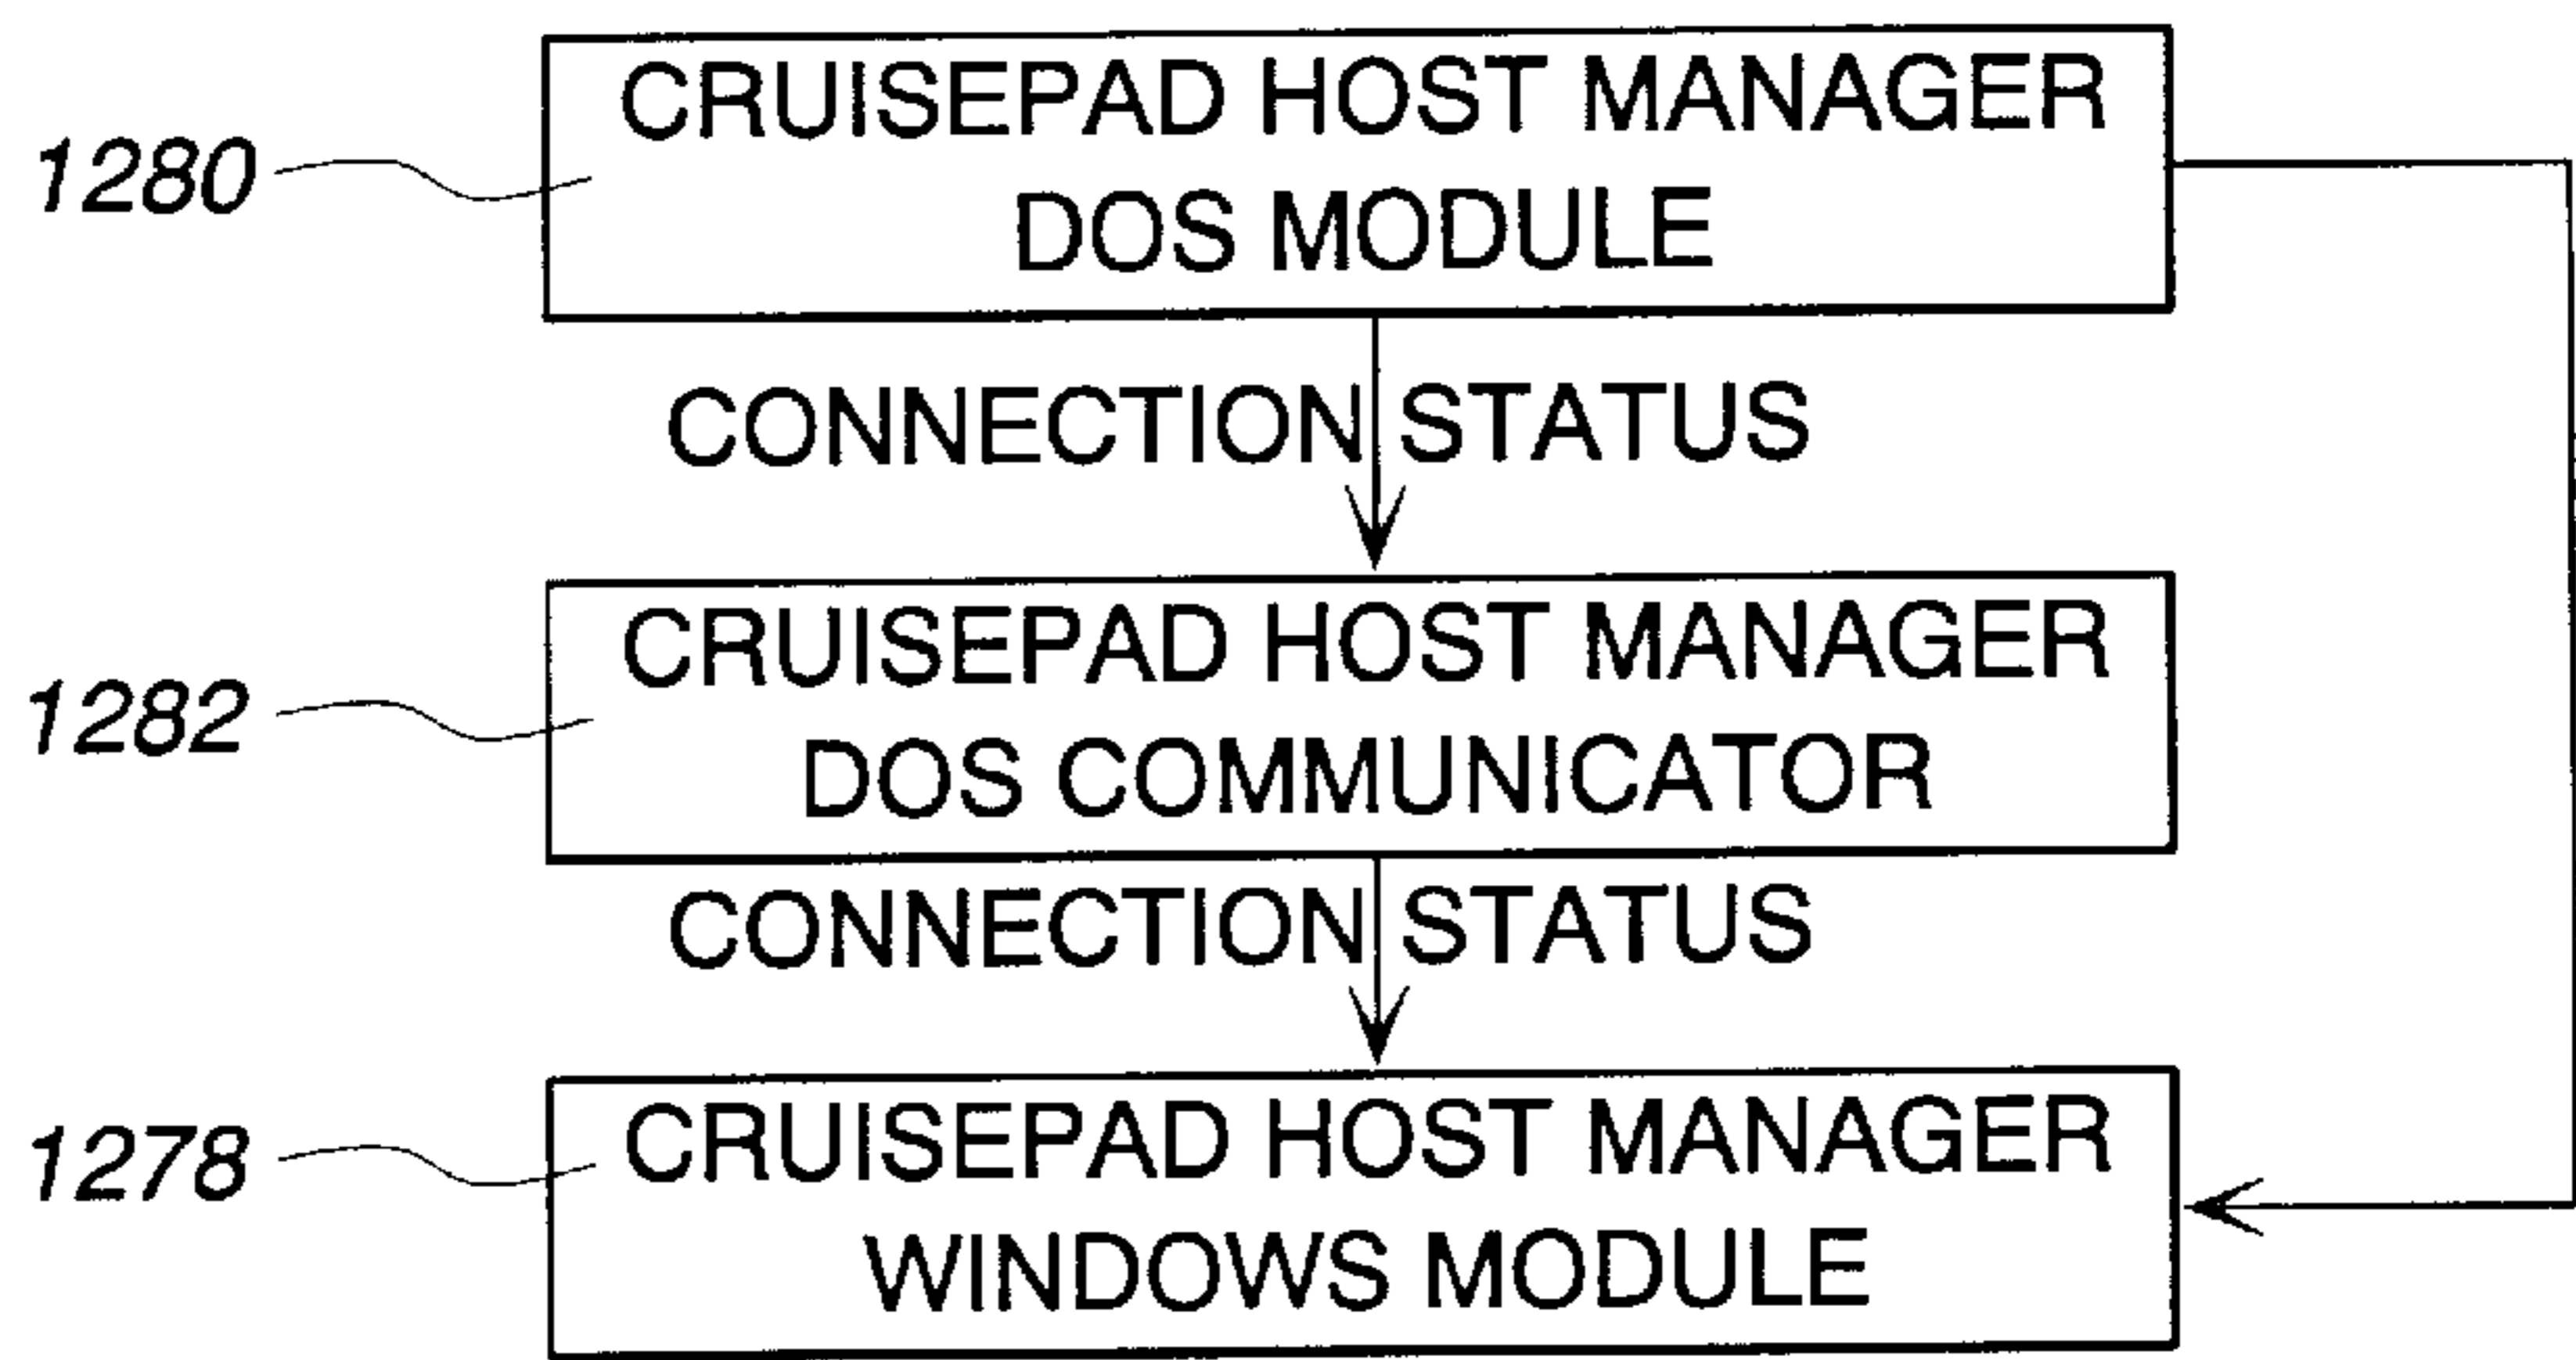 1280
CRUISEPAD HOST MANAGER
DOS MODULE
CONNECTION STATUS
1282
CRUISEPAD HOST MANAGER
DOS COMMUNICATOR
CONNECTION STATUS
1278
CRUISEPAD HOST MANAGER
WINDOWS MODULE